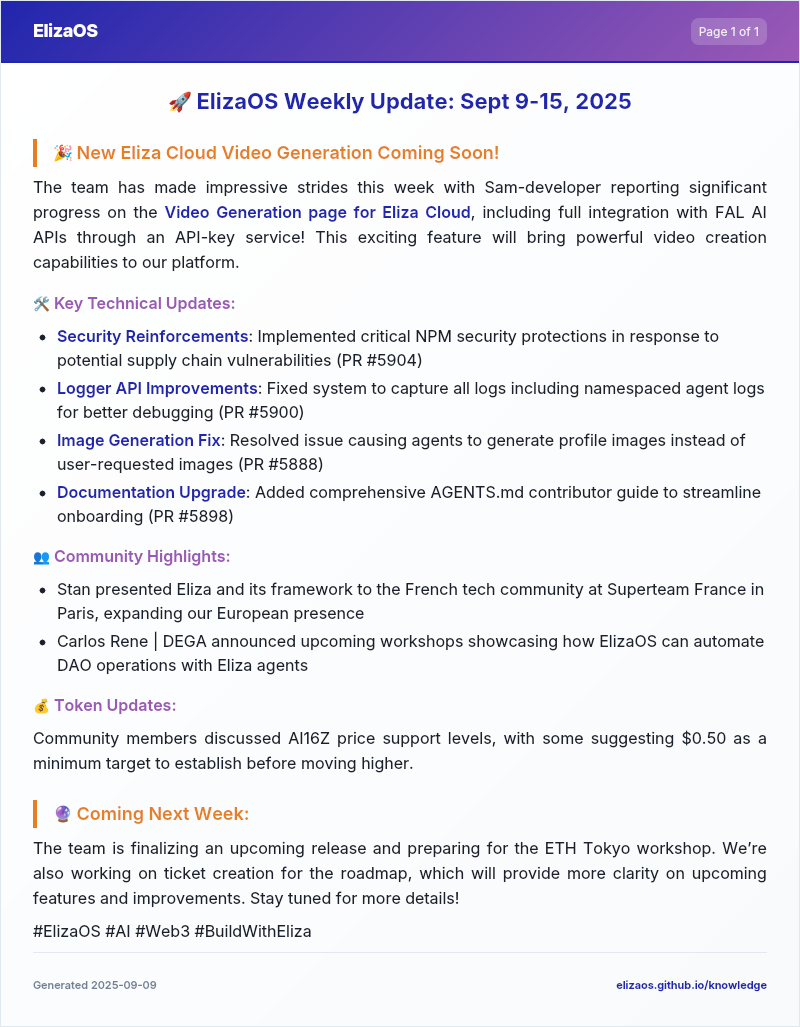 ElizaOS
Page 1 of 1
🚀 ElizaOS Weekly Update: Sept 9-15, 2025
🎉 New Eliza Cloud Video Generation Coming Soon!
The team has made impressive strides this week with Sam-developer reporting significant
progress on the Video Generation page for Eliza Cloud, including full integration with FAL AI
APIs through an API-key service! This exciting feature will bring powerful video creation
capabilities to our platform.
🛠️ Key Technical Updates:
• Security Reinforcements: Implemented critical NPM security protections in response to
potential supply chain vulnerabilities (PR #5904)
• Logger API Improvements: Fixed system to capture all logs including namespaced agent logs
for better debugging (PR #5900)
• Image Generation Fix: Resolved issue causing agents to generate profile images instead of
user-requested images (PR #5888)
• Documentation Upgrade: Added comprehensive AGENTS.md contributor guide to streamline
onboarding (PR #5898)
👥 Community Highlights:
• Stan presented Eliza and its framework to the French tech community at Superteam France in
Paris, expanding our European presence
• Carlos Rene | DEGA announced upcoming workshops showcasing how ElizaOS can automate
DAO operations with Eliza agents
💰 Token Updates:
Community members discussed AI16Z price support levels, with some suggesting $0.50 as a
minimum target to establish before moving higher.
🔮 Coming Next Week:
The team is finalizing an upcoming release and preparing for the ETH Tokyo workshop. We’re
also working on ticket creation for the roadmap, which will provide more clarity on upcoming
features and improvements. Stay tuned for more details!
#ElizaOS #AI #Web3 #BuildWithEliza
Generated 2025-09-09
elizaos.github.io/knowledge